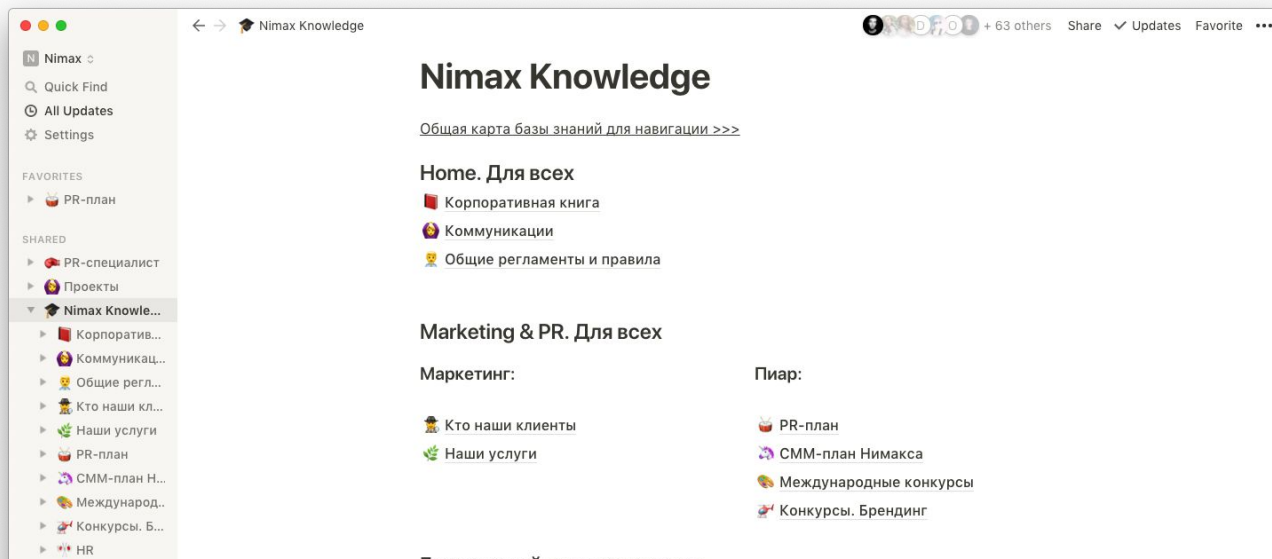 Nimax Knowledge
+ 63 others Share Updates Favorite
N Nimax
Quick Find
All Updates
Settings
FAVORITES
PR-план
SHARED
PR-специалист
Проекты
Nimax Knowle...
Корпоратив...
Коммуникац...
Общие регл...
Кто наши кл...
Наши услуги
PR-план
СММ-план Н...
Международ...
Конкурсы. Б...
HR
Nimax Knowledge
Общая карта базы знаний для навигации >>>
Home. Для всех
Корпоративная книга
Коммуникации
Общие регламенты и правила
Marketing & PR. Для всех
Маркетинг:
Кто наши клиенты
Наши услуги
Пиар:
PR-план
СММ-план Нимакса
Международные конкурсы
Конкурсы. Брендинг